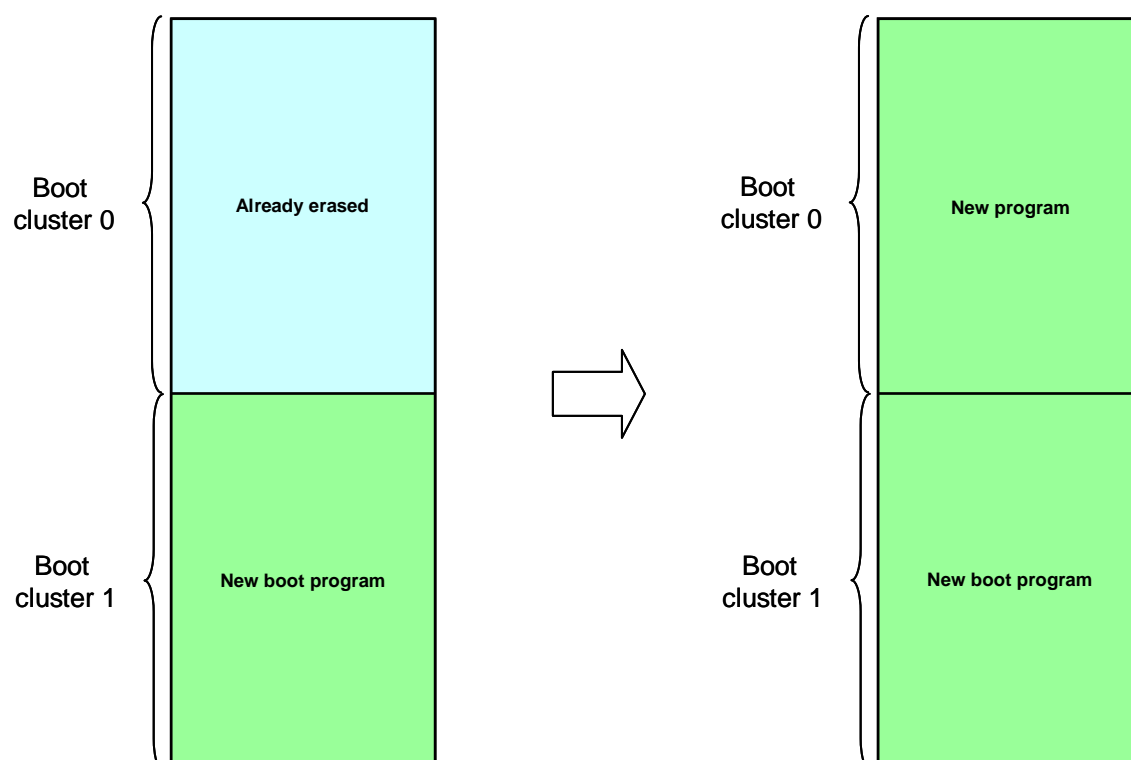 Boot
cluster 0
Already erased
Boot
cluster 1
New boot program
Boot
cluster 0
New program
Boot
cluster 1
New boot program